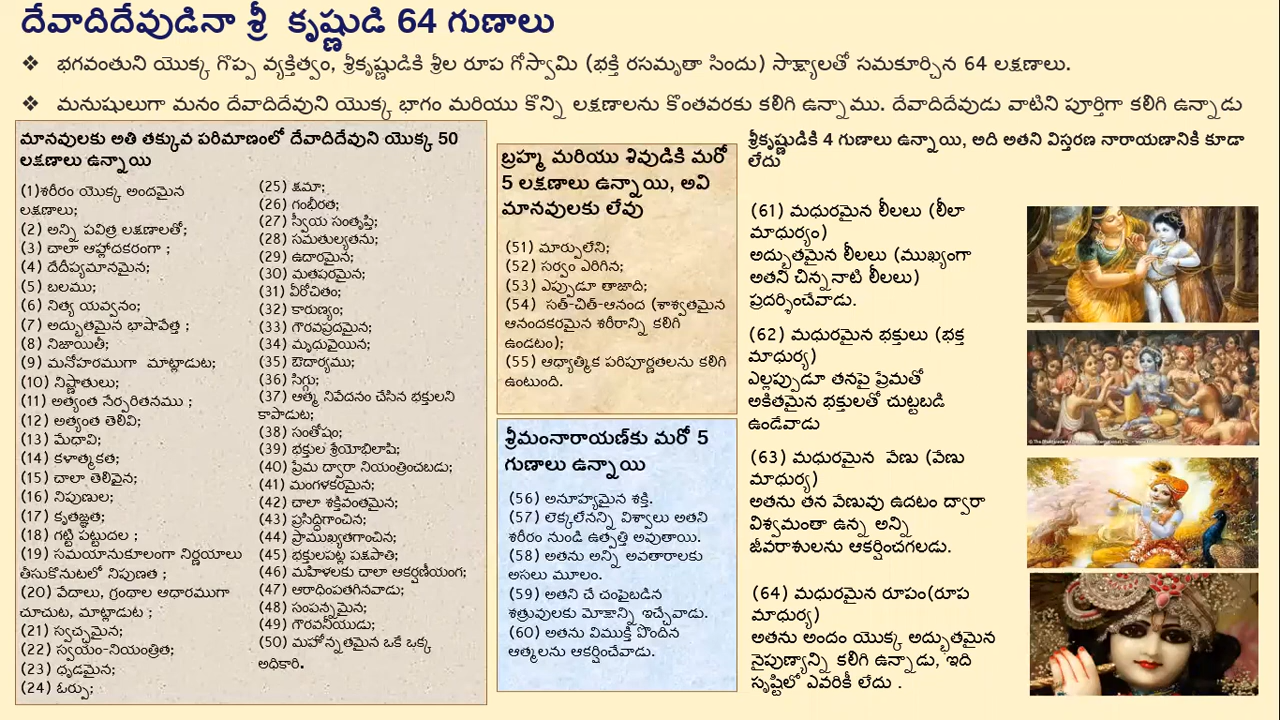 దేవాదిదేవుడినా శ్రీ కృష్ణుడి 64 గుణాలు
❖ భగవంతుని యొక్క గొప్ప వ్యక్తిత్వం, శ్రీకృష్ణుడికి శ్రీల రూప గోస్వామి (భక్తి రసమృతా సిందు) సాక్ష్యాలతో సమకూర్చిన 64 లక్షణాలు.
❖ మనుషులుగా మనం దేవాదిదేవుని యొక్క భాగం మరియు కొన్ని లక్షణాలను కొంతవరకు కలిగి ఉన్నాము. దేవాదిదేవుడు వాటిని పూర్తిగా కలిగి ఉన్నాడు
మానవులకు అతి తక్కువ పరిమాణంలో దేవాదిదేవుని యొక్క 50
లక్షణాలు ఉన్నాయి
(1)శరీరం యొక్క అందమైన
లక్షణాలు;
(2) అన్ని పవిత్ర లక్షణాలతో;
(3) చాలా ఆహ్లాదకరంగా ;
(4) దేదీప్యమానమైన;
(5) బలము;
(6) నిత్య యవ్వనం;
(7) అద్భుతమైన భాషావేత్త ;
(8) నిజాయితీ;
(9) మనోహరముగా మాట్లాడుట;
(10) నిష్ణాతులు;
(11) అత్యంత నేర్పరితనము ;
(12) అత్యంత తెలివి;
(13) మేధావి;
(14) కళాత్మకత;
(15) చాలా తెలివైన;
(16) నిపుణుల;
(17) కృతజ్ఞత;
(18) గట్టి పట్టుదల ;
(19) సమయానుకూలంగా నిర్ణయాలు
తీసుకొనుటలో నిపుణత ;
(20) వేదాలు, గ్రంథాల ఆధారముగా
చూచుట, మాట్లాడుట ;
(21) స్వచ్ఛమైన;
(22) స్వయం-నియంత్రిత;
(23) ధృడమైన;
(24) ఓర్పు;
(25) క్షమా;
(26) గంభీరత;
(27) స్వీయ సంతృప్తి;
(28) సమతుల్యతను;
(29) ఉదారమైన;
(30) మతపరమైన;
(31) వీరోచితం;
(32) కారుణ్యం;
(33) గౌరవప్రదమైన;
(34) మృదువైయిన;
(35) ఔదార్యము;
(36) సిగ్గు;
(37) ఆత్మ నివేదనం చేసిన భక్తులని
కాపాడుట;
(38) సంతోషం;
(39) భక్తుల శ్రేయోభిలాషి;
(40) ప్రేమ ద్వారా నియంత్రించబడు;
(41) మంగళకరమైన;
(42) చాలా శక్తివంతమైన;
(43) ప్రసిద్ధిగాంచిన;
(44) ప్రాముఖ్యతగాంచిన;
(45) భక్తులపట్ల పక్షపాతి;
(46) మహిళలకు చాలా ఆకర్షణీయంగ;
(47) ఆరాధింపతగినవాడు;
(48) సంపన్నమైన;
(49) గౌరవనీయుడు;
(50) మహోన్నతమైన ఒకే ఒక్క
అధికారి.
బ్రహ్మ మరియు శివుడికి మరో
5 లక్షణాలు ఉన్నాయి, అవి
మానవులకు లేవు
(51) మార్పులేని;
(52) సర్వం ఎరిగిన;
(53) ఎప్పుడూ తాజాది;
(54) సత్-చిత్-ఆనంద (శాశ్వతమైన
ఆనందకరమైన శరీరాన్ని కలిగి
ఉండటం);
(55) ఆధ్యాత్మిక పరిపూర్ణతలను కలిగి
ఉంటుంది.
శ్రీమంనారాయణ్‌కు మరో 5
గుణాలు ఉన్నాయి
(56) అనూహ్యమైన శక్తి.
(57) లెక్కలేనన్ని విశ్వాలు అతని
శరీరం నుండి ఉత్పత్తి అవుతాయి.
(58) అతను అన్ని అవతారాలకు
అసలు మూలం.
(59) అతని చే చంపైబడిన
శత్రువులకు మోక్షాన్ని ఇచ్చేవాడు.
(60) అతను విముక్తి పొందిన
ఆత్మలను ఆకర్షించేవాడు.
శ్రీకృష్ణుడికి 4 గుణాలు ఉన్నాయి, అది అతని విస్తరణ నారాయణానికి కూడా
లేదు
(61) మధురమైన లీలలు (లీలా
మాధుర్యం)
అద్భుతమైన లీలలు (ముఖ్యంగా
అతని చిన్ననాటి లీలలు)
ప్రదర్శించేవాడు.
(62) మధురమైన భక్తులు (భక్త
మాధుర్య)
ఎల్లప్పుడూ తనపై ప్రేమతో
అకితమైన భక్తులతో చుట్టబడి
ఉండేవాడు
(63) మధురమైన వేణు (వేణు
మాధుర్య)
అతను తన వేణువు ఉదటం ద్వారా
విశ్వమంతా ఉన్న అన్ని
జీవరాశులను ఆకర్షించగలడు.
(64) మధురమైన రూపం(రూప
మాధుర్య)
అతను అందం యొక్క అద్భుతమైన
నైపుణ్యాన్ని కలిగి ఉన్నాడు, ఇది
సృష్టిలో ఎవరికీ లేదు .